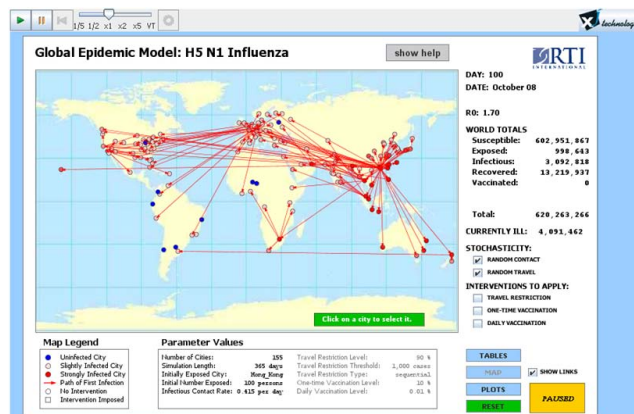 1/5 1/2 x1 x2 x5 VT
X technolog
Global Epidemic Model: H5 N1 Influenza
show help
RTI
INTERNATIONAL
DAY: 100
DATE: October 08
R0: 1.70
WORLD TOTALS
Susceptible: 602,951,867
Exposed: 998,643
Infectious: 3,092,818
Recovered: 13,219,937
Vaccinated: 0
Total: 620,263,266
CURRENTLY ILL: 4,091,462
STOCHASTICITY:
RANDOM CONTACT
RANDOM TRAVEL
INTERVENTIONS TO APPLY:
TRAVEL RESTRICTION
ONE-TIME VACCINATION
DAILY VACCINATION
Click on a city to select it.
Map Legend
Uninfected City
Slightly Infected City
Strongly Infected City
Path of First Infection
No Intervention
Intervention Imposed
Parameter Values
Number of Cities: 155
Simulation Length: 365 days
Initially Exposed City: Hong_Kong
Initial Number Exposed: 100 persons
Infectious Contact Rate: 0.415 per day
Travel Restriction Level: 90 %
Travel Restriction Threshold: 1,000 cases
Travel Restriction Type: sequential
One-time Vaccination Level: 10 %
Daily Vaccination Level: 0.01 %
TABLES
MAP
SHOW LINKS
PLOTS
RESET
PAUSED